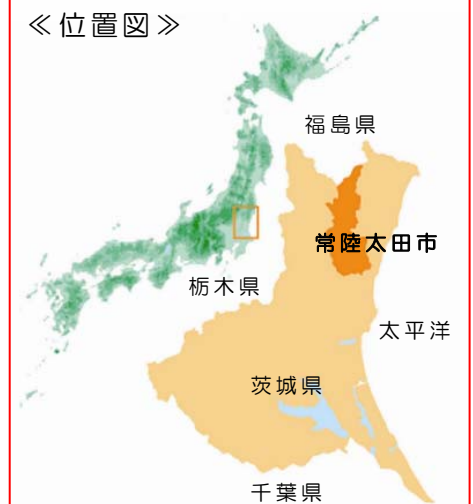 ≪位置図≫
福島県
常陸太田市
栃木県
太平洋
茨城県
千葉県